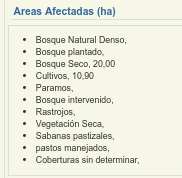 Areas Afectadas (ha)
Bosque Natural Denso,
Bosque plantado,
Bosque Seco, 20,00
Cultivos, 10,90
Paramos,
Bosque intervenido,
Rastrojos,
Vegetación Seca,
Sabanas pastizales,
pastos manejados,
Coberturas sin determinar,